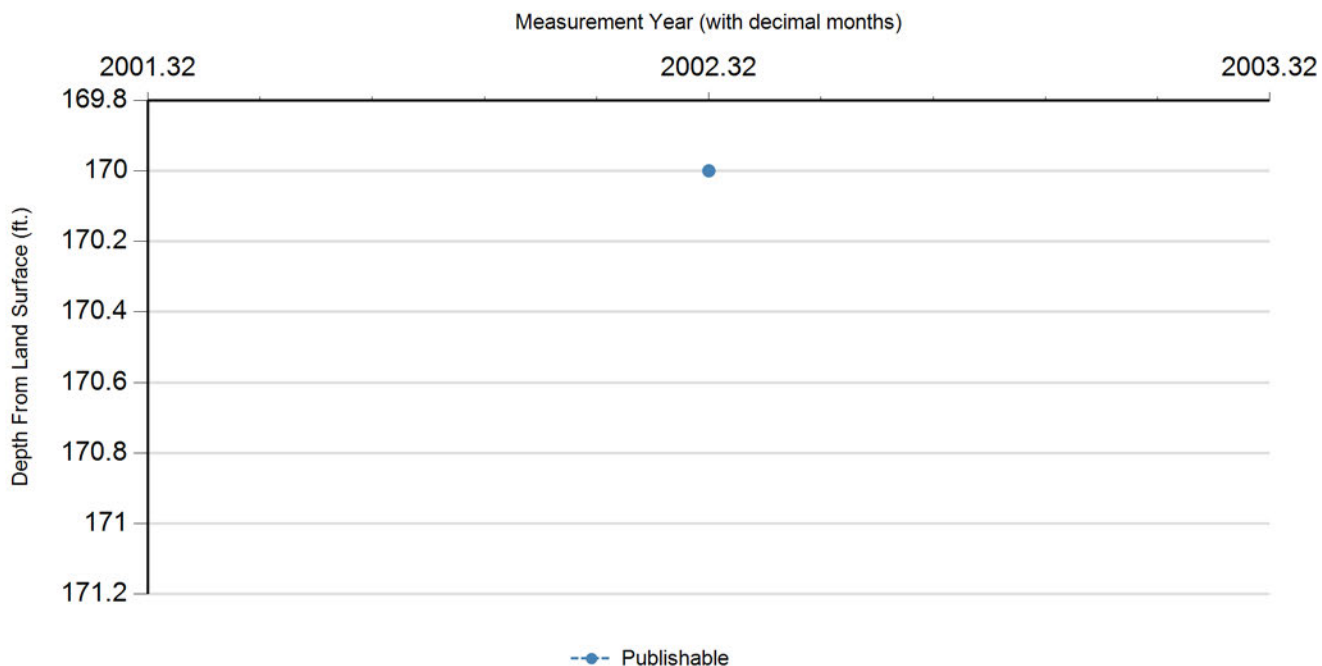 Measurement Year (with decimal months)
2001.32 2002.32 2003.32
169.8
170
170.2
170.4
170.6
170.8
171
171.2
Depth From Land Surface (ft.)
Publishable